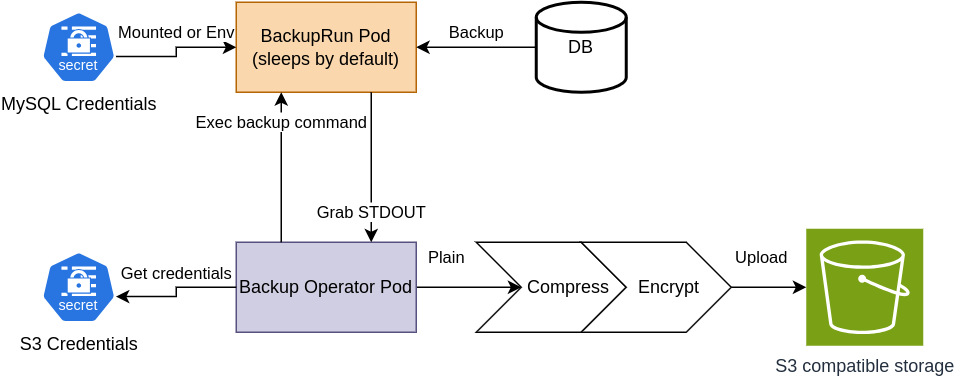 Mounted or Env
secret
MySQL Credentials
BackupRun Pod
(sleeps by default)
Backup
DB
Exec backup command
Grab STDOUT
Get credentials
secret
S3 Credentials
Backup Operator Pod
Plain
Compress
Encrypt
Upload
S3 compatible storage